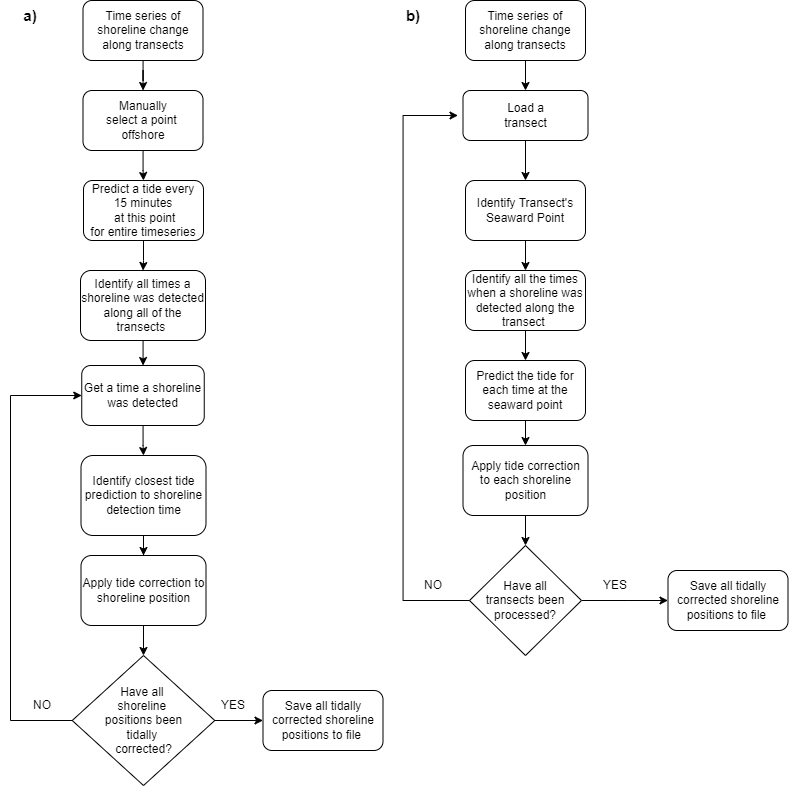 a)
Time series of
shoreline change
along transects
Manually
select a point
offshore
Predict a tide every
15 minutes
at this point
for entire timeseries
Identify all times a
shoreline was detected
along all of the
transects
Get a time a shoreline
was detected
Identify closest tide
prediction to shoreline
detection time
Apply tide correction to
shoreline position
Have all
shoreline
positions been
tidally
corrected?
NO
YES
Save all tidally
corrected shoreline
positions to file
b)
Time series of
shoreline change
along transects
Load a
transect
Identify Transect's
Seaward Point
Identify all the times
when a shoreline was
detected along the
transect
Predict the tide for
each time at the
seaward point
Apply tide correction
to each shoreline
position
Have all
transects been
processed?
NO
YES
Save all tidally
corrected shoreline
positions to file